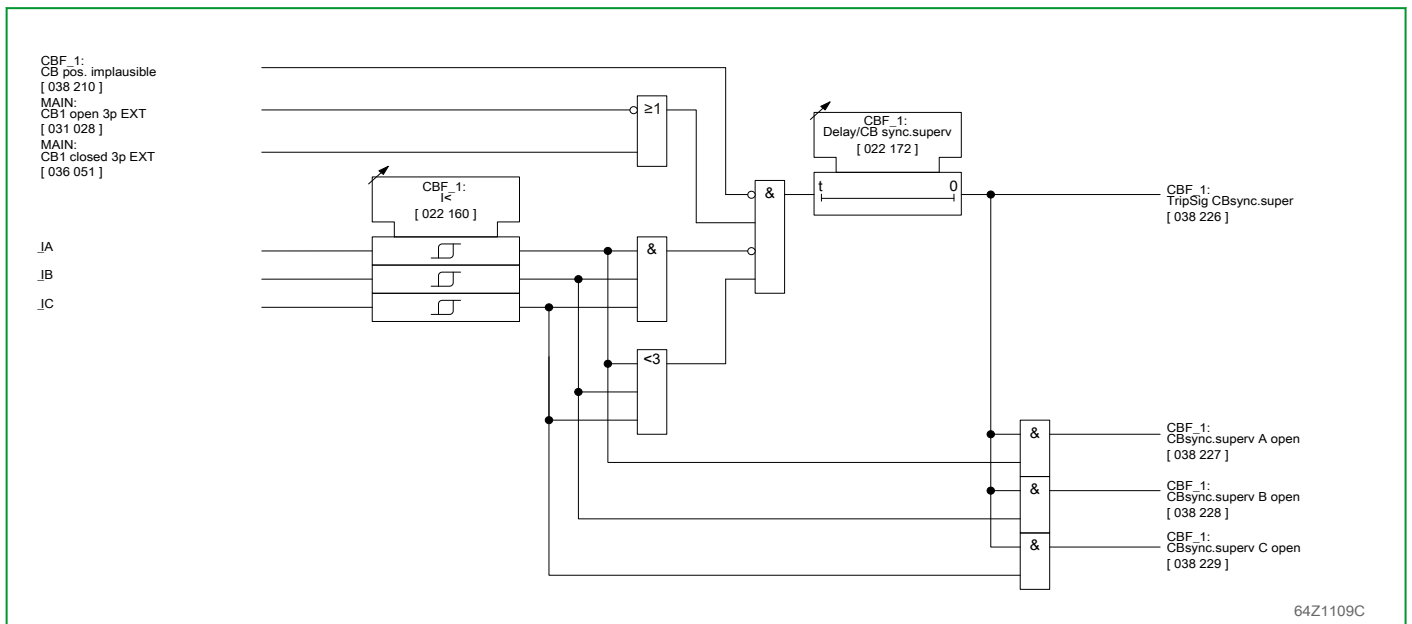 CBF_1:
CB pos. implausible
[ 038 210 ]
MAIN:
CB1 open 3p EXT
[ 031 028 ]
MAIN:
CB1 closed 3p EXT
[ 036 051 ]
≥1
CBF_1:
Delay/CB sync.superv
[ 022 172 ]
CBF_1:
I<
[ 022 160 ]
&
t
0
CBF_1:
TripSig CBsync.super
[ 038 226 ]
_IA
_IB
_IC
&
<3
&
CBF_1:
CBsync.superv A open
[ 038 227 ]
&
CBF_1:
CBsync.superv B open
[ 038 228 ]
&
CBF_1:
CBsync.superv C open
[ 038 229 ]
64Z1109C